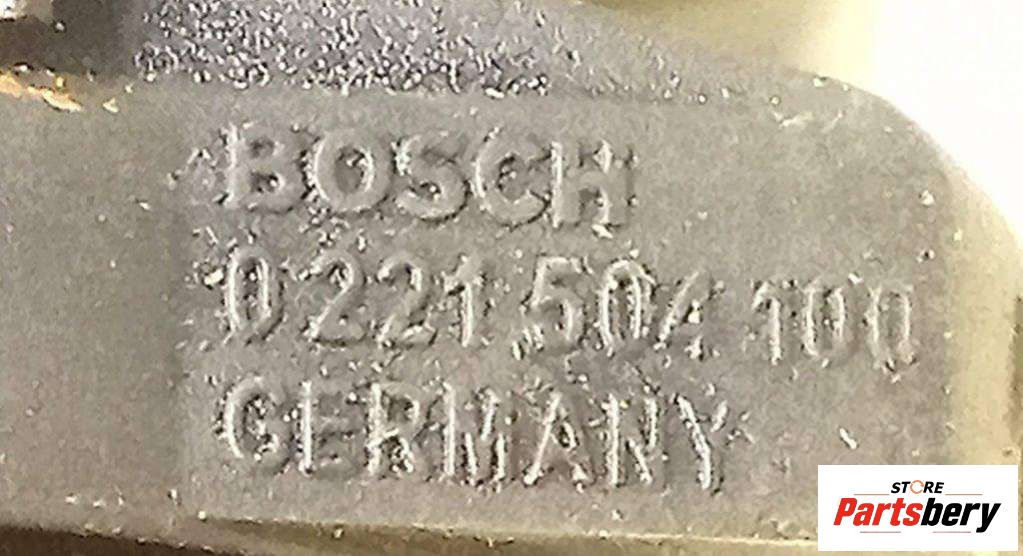 BOSCH
0 221 504 100
GERMANY
STORE
Partsbery